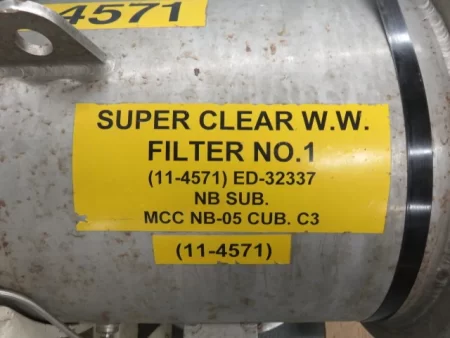 4571
SUPER CLEAR W.W.
FILTER NO.1
(11-4571) ED-32337
NB SUB.
MCC NB-05 CUB. C3
(11-4571)